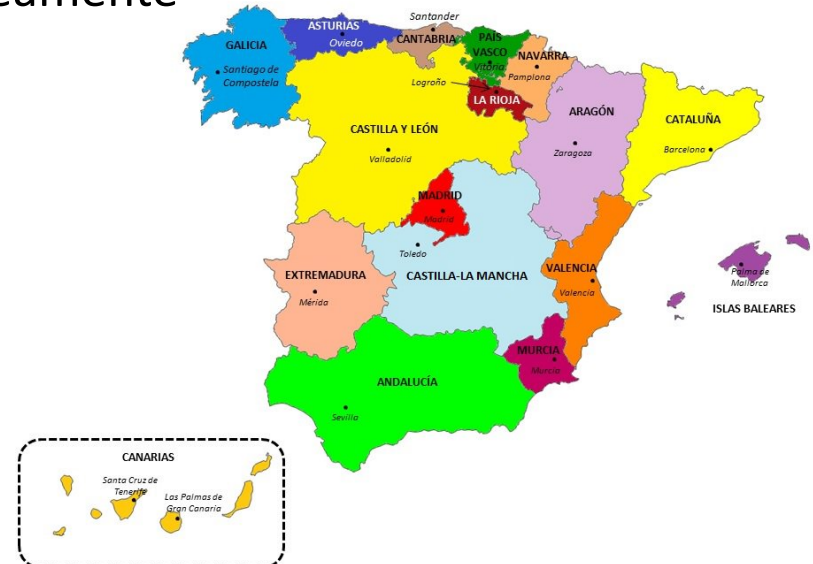 camente
Santander
ASTURIAS
Oviedo
CANTABRIA
PAÍS
VASCO
Vitoria
GALICIA
Santiago de
Compostela
NAVARRA
Pamplona
Logroño
LA RIOJA
ARAGÓN
Zaragoza
CATALUÑA
Barcelona
CASTILLA Y LEÓN
Valladolid
MADRID
Madrid
Toledo
CASTILLA-LA MANCHA
EXTREMADURA
Mérida
VALENCIA
Valencia
Palma de
Mallorca
ISLAS BALEARES
MURCIA
Murcia
ANDALUCÍA
Sevilla
CANARIAS
Santa Cruz de
Tenerife
Las Palmas de
Gran Canaria